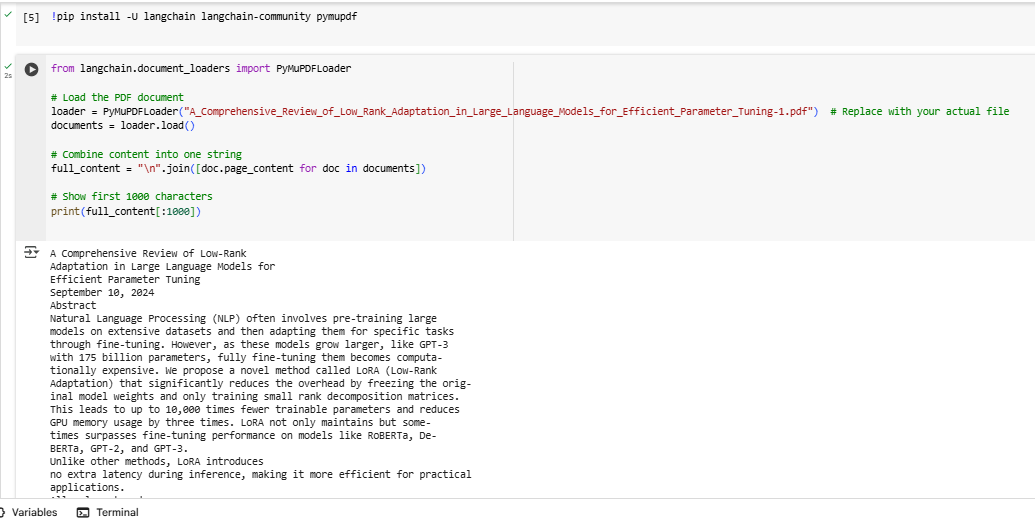 [5] !pip install -U langchain langchain-community pymupdf
2s
from langchain.document_loaders import PyMuPDFLoader
# Load the PDF document
loader = PyMuPDFLoader("A_Comprehensive_Review_of_Low_Rank_Adaptation_in_Large_Language_Models_for_Efficient_Parameter_Tuning-1.pdf")  # Replace with your actual file
documents = loader.load()
# Combine content into one string
full_content = "\n".join([doc.page_content for doc in documents])
# Show first 1000 characters
print(full_content[:1000])
A Comprehensive Review of Low-Rank
Adaptation in Large Language Models for
Efficient Parameter Tuning
September 10, 2024
Abstract
Natural Language Processing (NLP) often involves pre-training large
models on extensive datasets and then adapting them for specific tasks
through fine-tuning. However, as these models grow larger, like GPT-3
with 175 billion parameters, fully fine-tuning them becomes computa-
tionally expensive. We propose a novel method called LoRA (Low-Rank
Adaptation) that significantly reduces the overhead by freezing the orig-
inal model weights and only training small rank decomposition matrices.
This leads to up to 10,000 times fewer trainable parameters and reduces
GPU memory usage by three times. LoRA not only maintains but some-
times surpasses fine-tuning performance on models like RoBERTa, De-
BERTa, GPT-2, and GPT-3.
Unlike other methods, LoRA introduces
no extra latency during inference, making it more efficient for practical
applications.
Variables Terminal